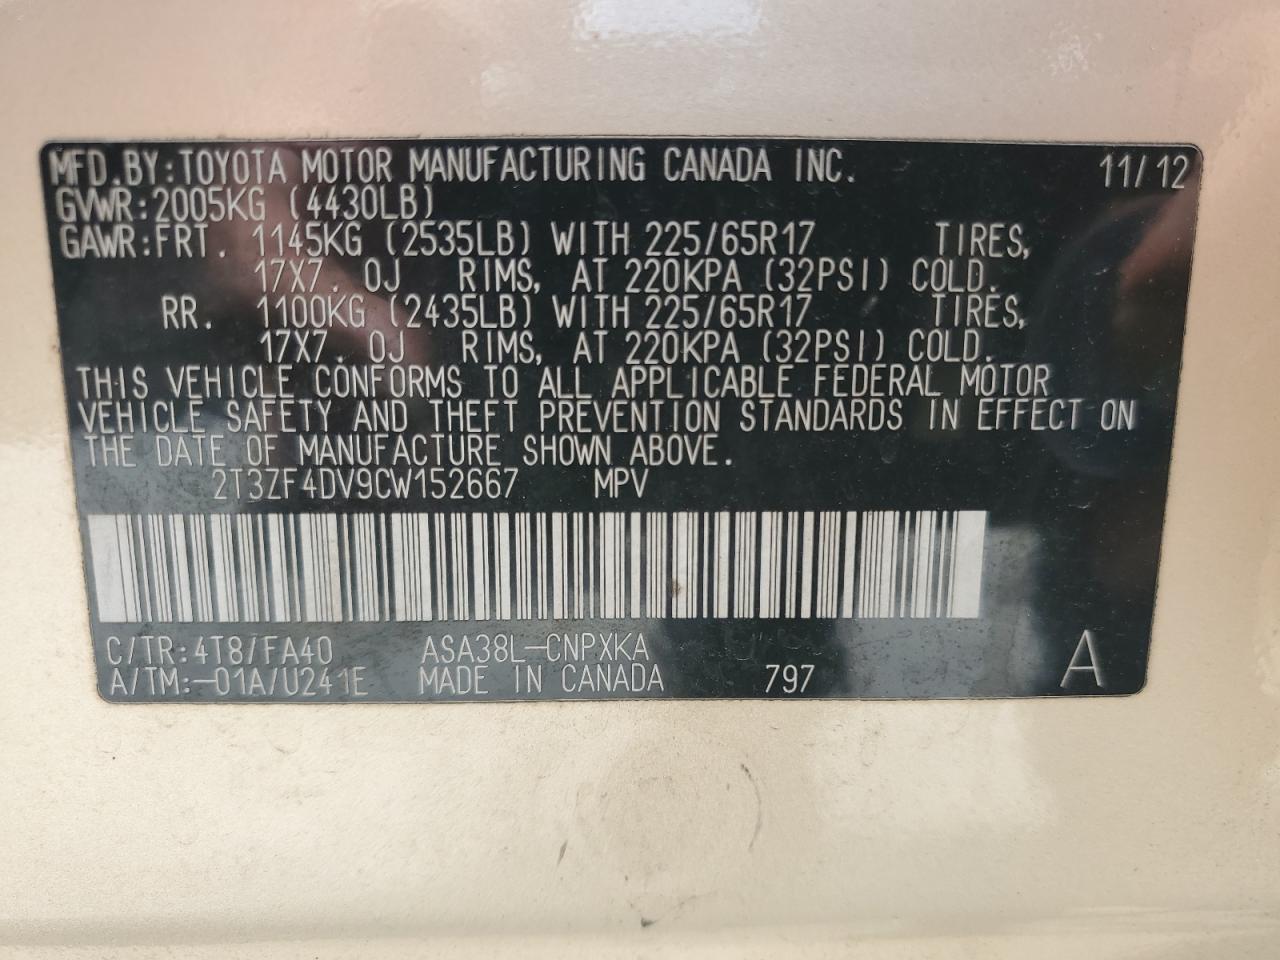 MFD.BY:TOYOTA MOTOR MANUFACTURING CANADA INC. 11/12
GVWR:2005KG (4430LB)
GAWR:FRT. 1145KG (2535LB) WITH 225/65R17 TIRES,
17X7.0J RIMS, AT 220KPA (32PSI) COLD.
RR. 1100KG (2435LB) WITH 225/65R17 TIRES,
17X7.0J RIMS, AT 220KPA (32PSI) COLD.
THIS VEHICLE CONFORMS TO ALL APPLICABLE FEDERAL MOTOR
VEHICLE SAFETY AND THEFT PREVENTION STANDARDS IN EFFECT ON
THE DATE OF MANUFACTURE SHOWN ABOVE.
2T3ZF4DV9CW152667 MPV
C/TR:4T8/FA40 ASA38L-CNPXKA
A/TM:-01A/U241E MADE IN CANADA 797 A